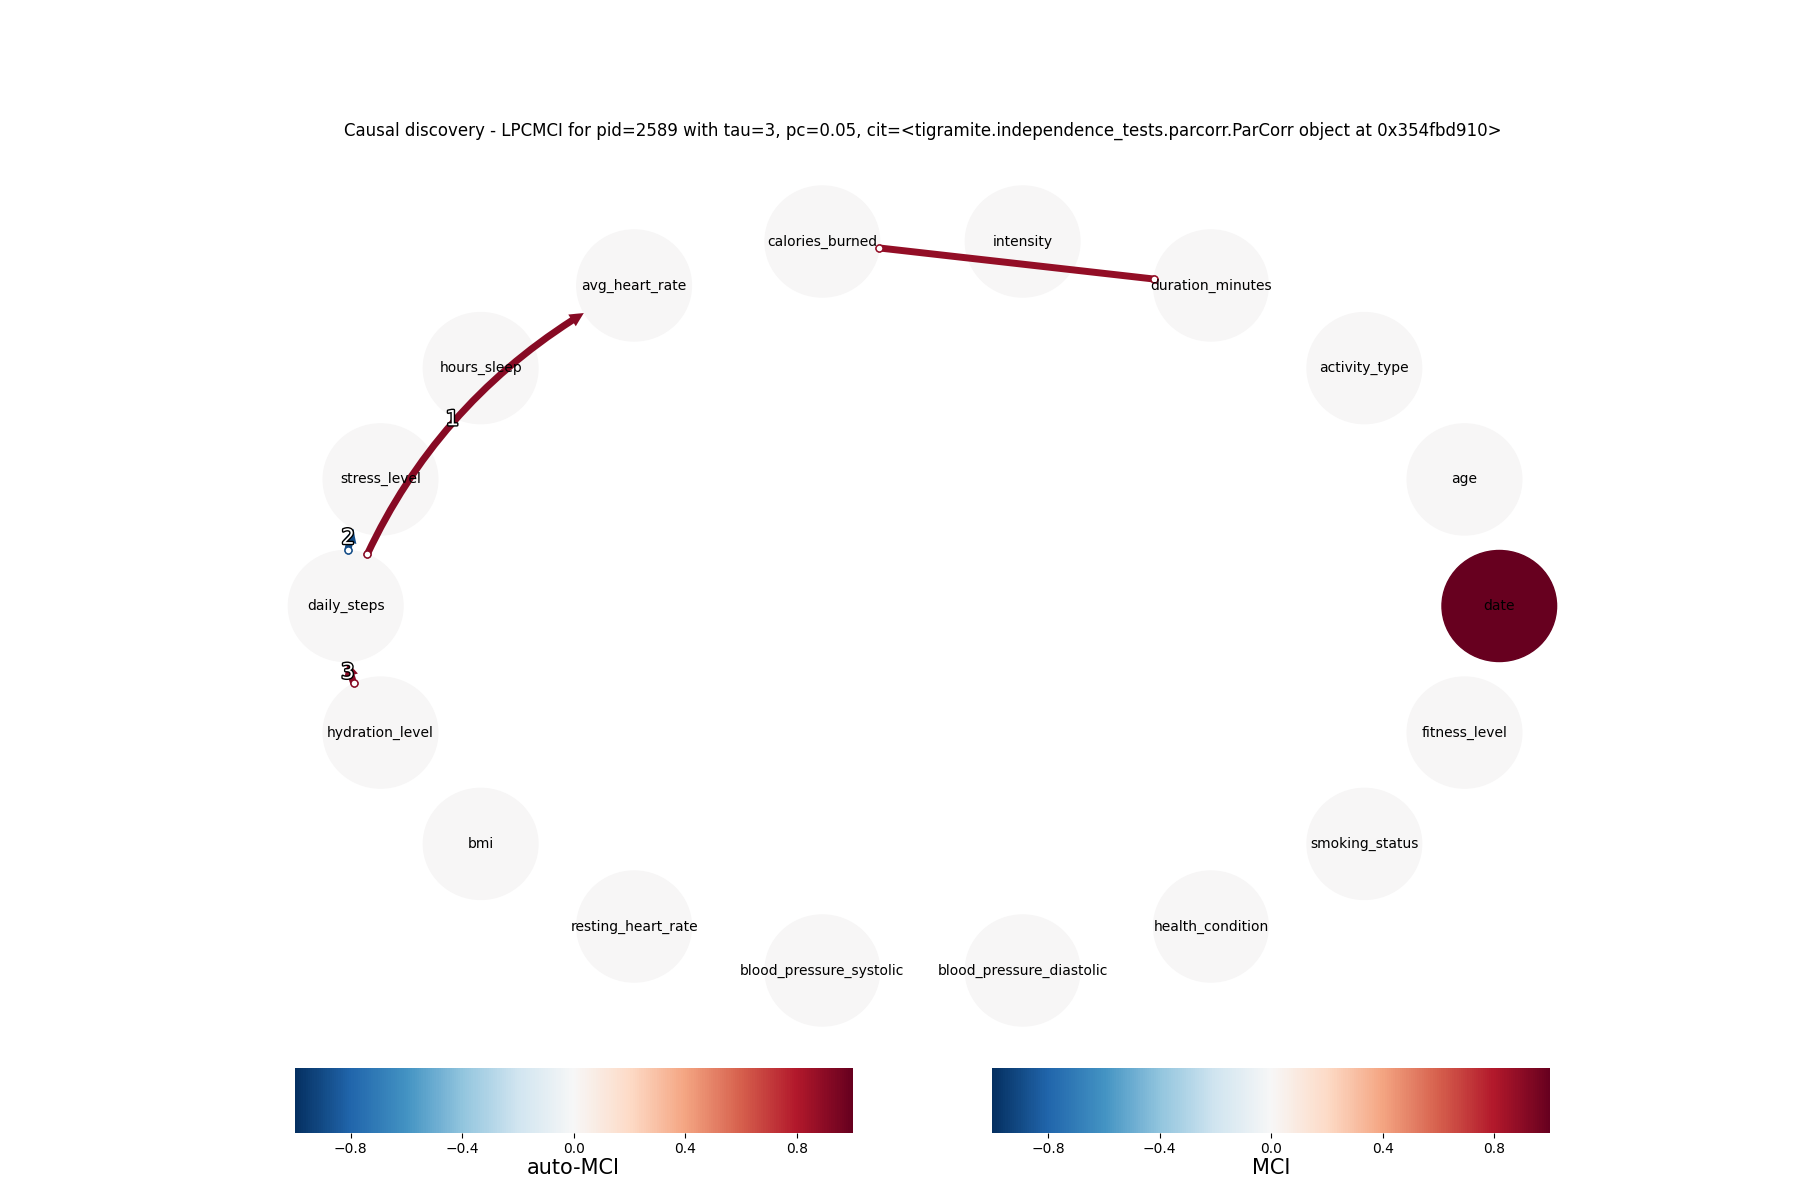 Causal discovery - LPCMCI for pid=2589 with tau=3, pc=0.05, cit=<tigramite.independence_tests.parcorr.ParCorr object at 0x354fbd910>
calories_burned
intensity
avg_heart_rate
duration_minutes
hours_sleep
activity_type
1
stress_level
age
2
daily_steps
date
3
hydration_level
fitness_level
bmi
smoking_status
resting_heart_rate
health_condition
blood_pressure_systolic
blood_pressure_diastolic
−0.8 −0.4 0.0 0.4 0.8
auto-MCI
−0.8 −0.4 0.0 0.4 0.8
MCI